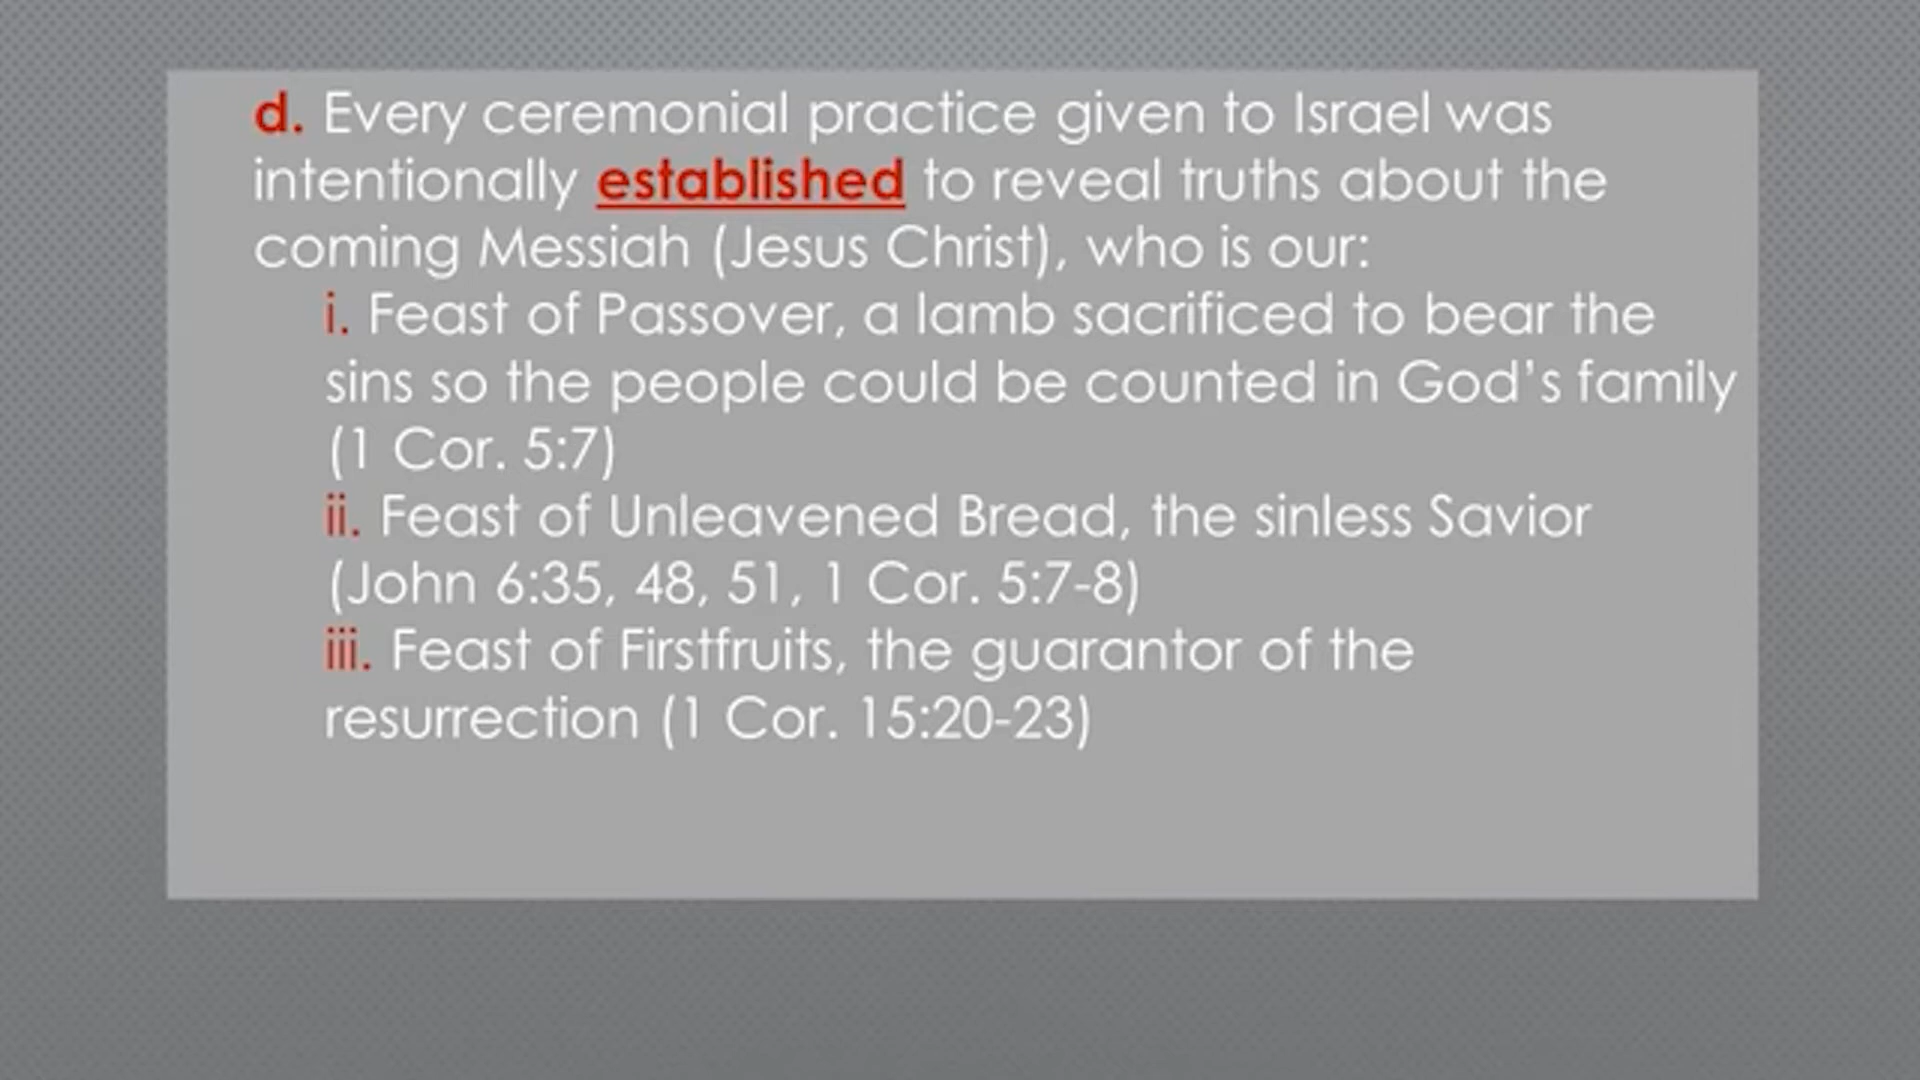 d. Every ceremonial practice given to Israel was
intentionally established to reveal truths about the
coming Messiah (Jesus Christ), who is our:
i. Feast of Passover, a lamb sacrificed to bear the
sins so the people could be counted in God’s family
(1 Cor. 5:7)
ii. Feast of Unleavened Bread, the sinless Savior
(John 6:35, 48, 51, 1 Cor. 5:7-8)
iii. Feast of Firstfruits, the guarantor of the
resurrection (1 Cor. 15:20-23)